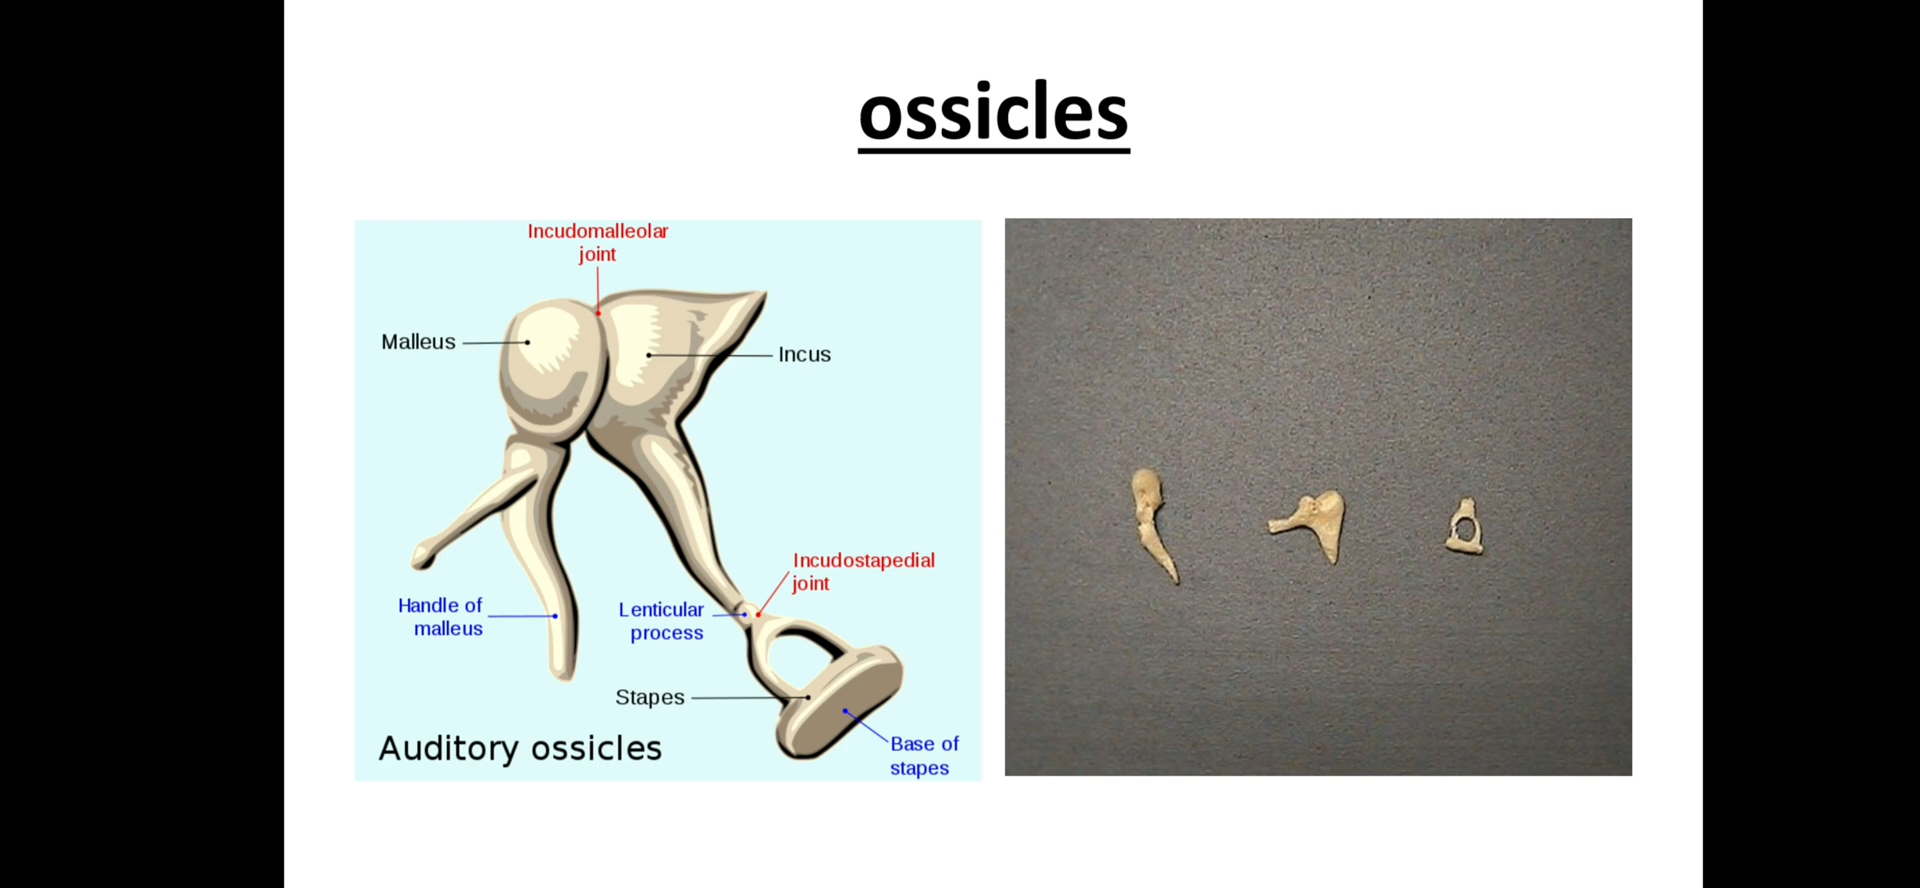 ossicles
Incudomalleolar
joint
Malleus
Incus
Incudostapedial
joint
Handle of
malleus
Lenticular
process
Stapes
Auditory ossicles
Base of
stapes